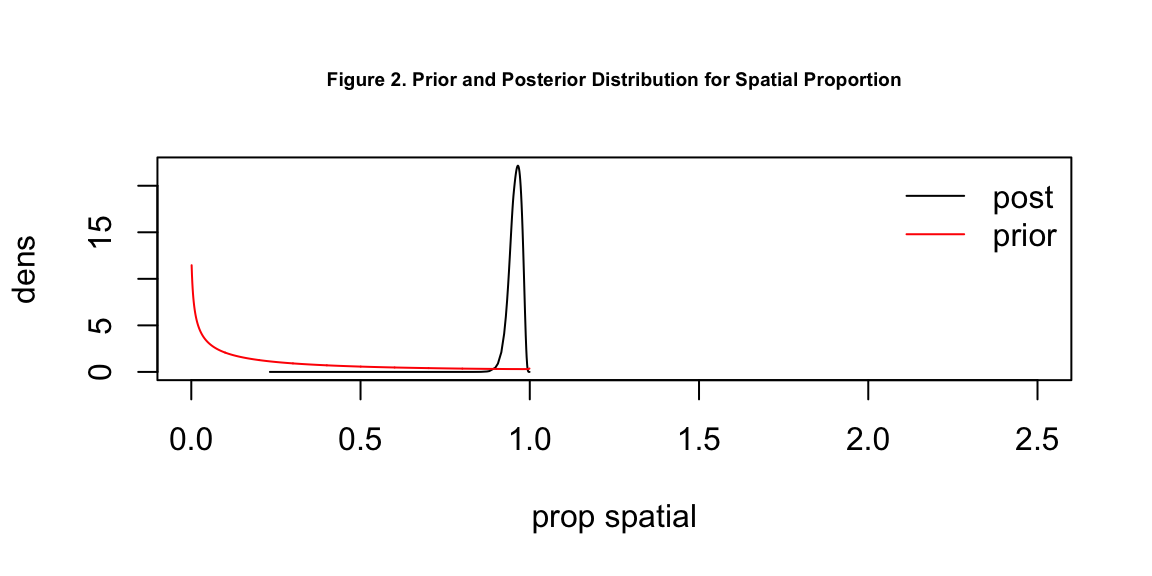 Figure 2. Prior and Posterior Distribution for Spatial Proportion
dens
15
5
0
post
prior
0.0 0.5 1.0 1.5 2.0 2.5
prop spatial